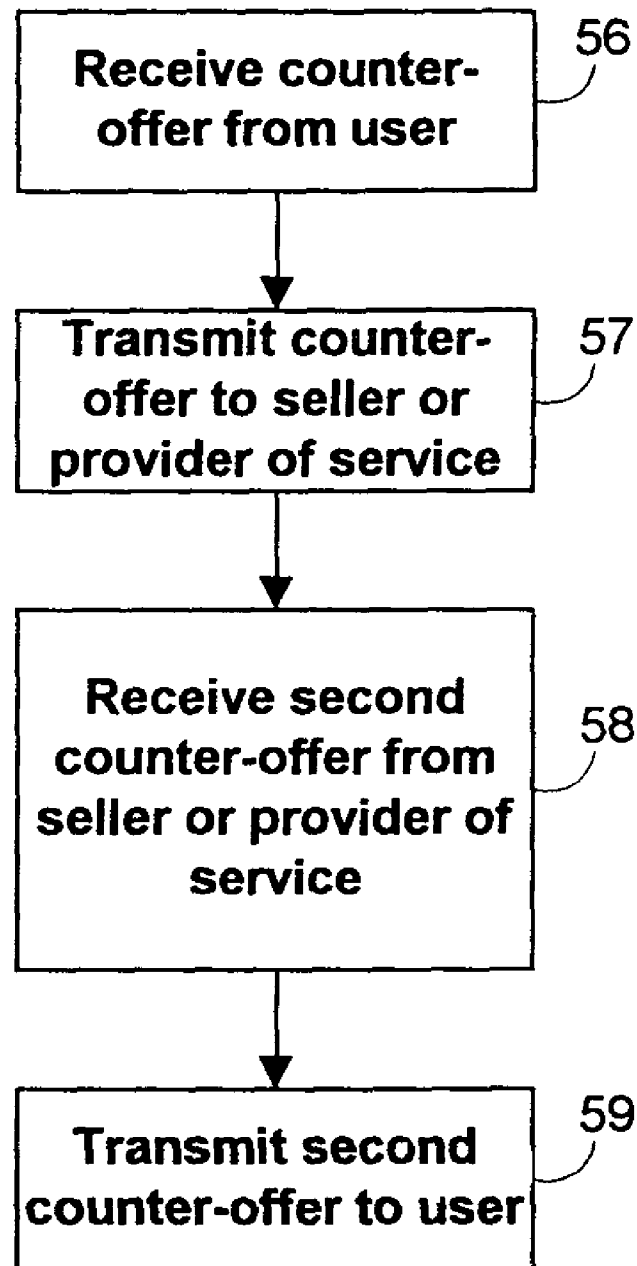 Receive counter-
offer from user
56
Transmit counter-
offer to seller or
provider of service
57
Receive second
counter-offer from
seller or provider of
service
58
Transmit second
counter-offer to user
59